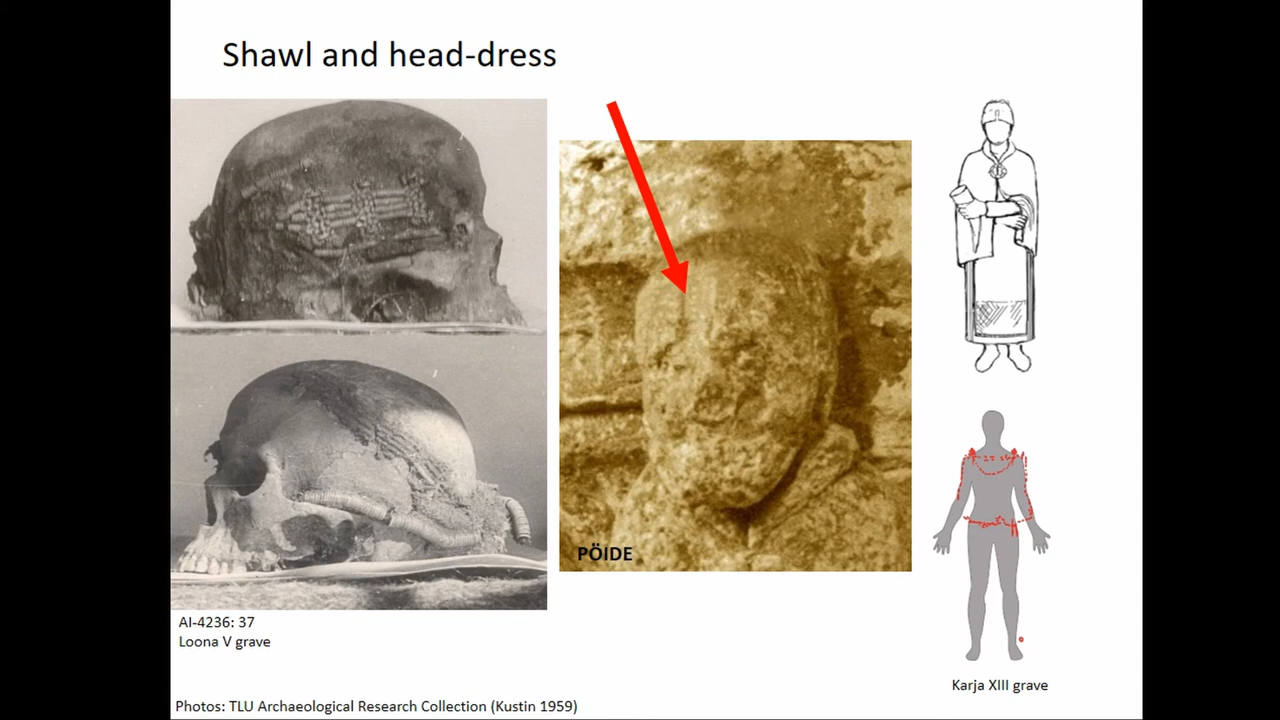 Shawl and head-dress
PÖIDE
AI-4236: 37
Loona V grave
Karja XIII grave
Photos: TLU Archaeological Research Collection (Kustin 1959)